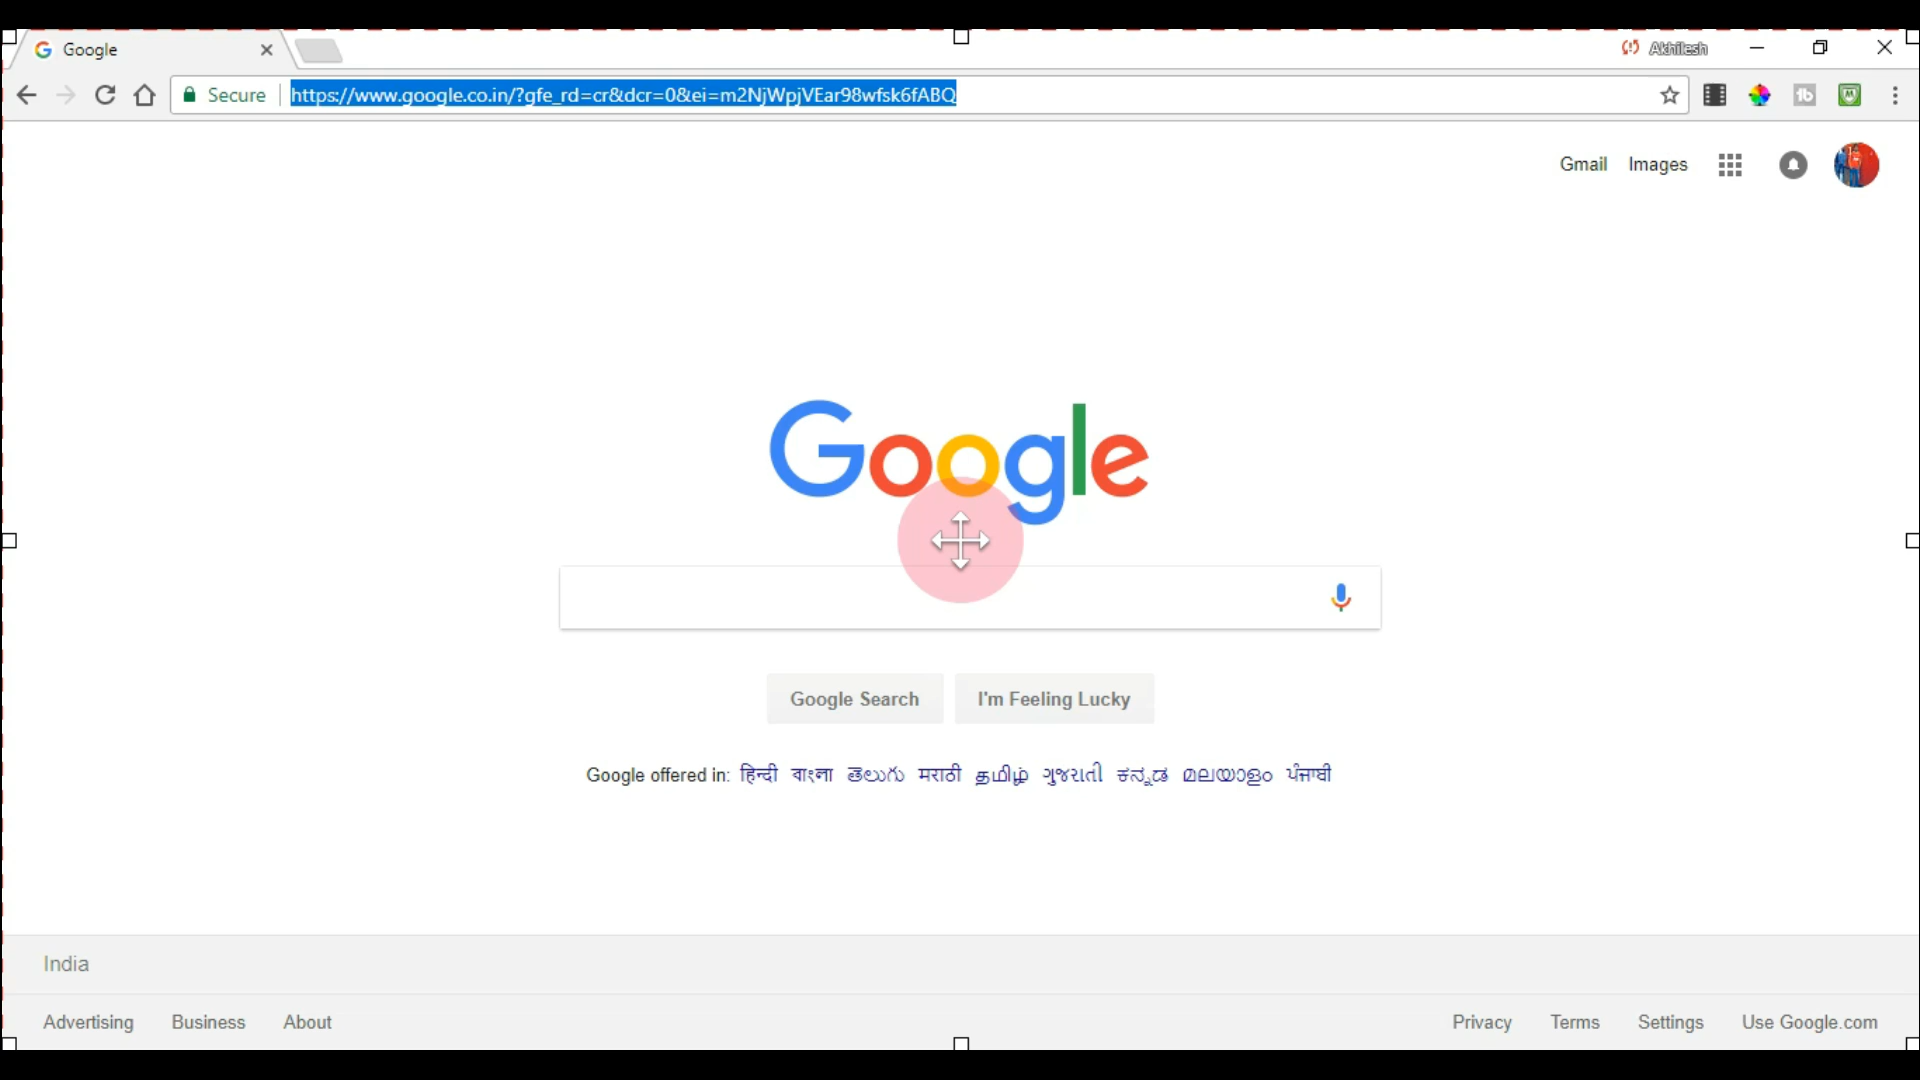 Google
Akhilesh
Secure
https://www.google.co.in/?gfe_rd=cr&dcr=0&ei=m2NjWpjVEar98wfsk6fABQ
Gmail Images
Google
Google Search I'm Feeling Lucky
Google offered in: हिन्दी বাংলা తెలుగు मराठी தமிழ் ગુજરાતી ಕನ್ನಡ മലയാളം ਪੰਜਾਬੀ
India
Advertising Business About Privacy Terms Settings Use Google.com